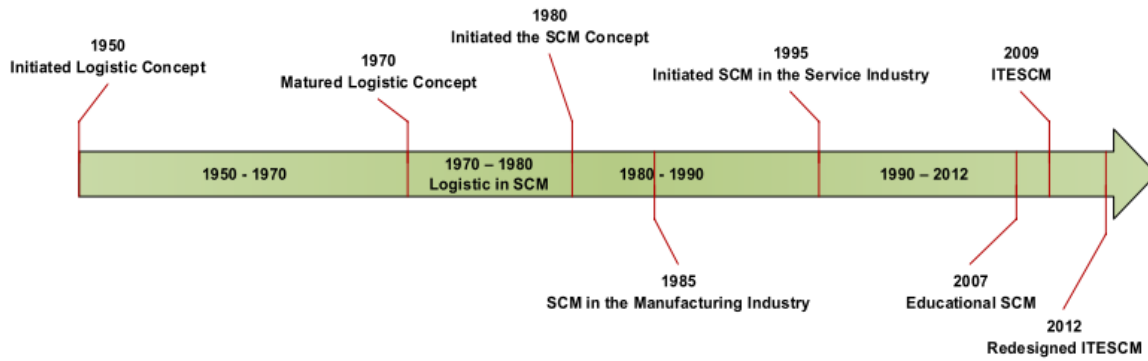 1950
Initiated Logistic Concept
1970
Matured Logistic Concept
1980
Initiated the SCM Concept
1995
Initiated SCM in the Service Industry
2009
ITESCM
1950 - 1970
1970 – 1980
Logistic in SCM
1980 - 1990
1990 – 2012
1985
SCM in the Manufacturing Industry
2007
Educational SCM
2012
Redesigned ITESCM